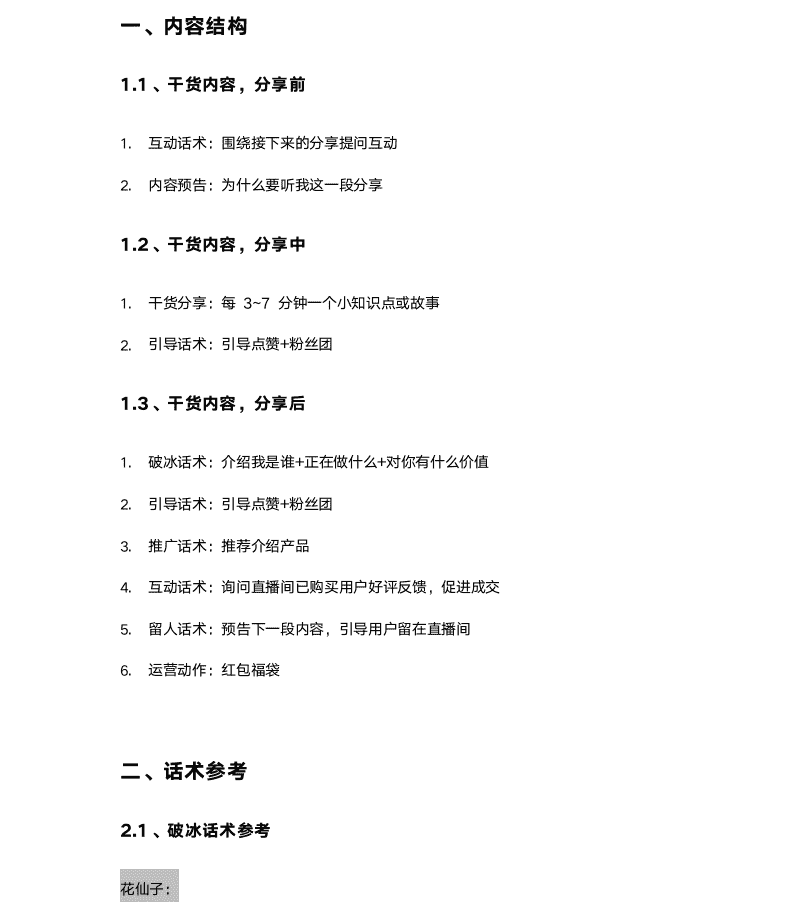 一、内容结构
1.1、干货内容，分享前
1. 互动话术：围绕接下来的分享提问互动
2. 内容预告：为什么要听我这一段分享
1.2、干货内容，分享中
1. 干货分享：每 3~7 分钟一个小知识点或故事
2. 引导话术：引导点赞+粉丝团
1.3、干货内容，分享后
1. 破冰话术：介绍我是谁+正在做什么+对你有什么价值
2. 引导话术：引导点赞+粉丝团
3. 推广话术：推荐介绍产品
4. 互动话术：询问直播间已购买用户好评反馈，促进成交
5. 留人话术：预告下一段内容，引导用户留在直播间
6. 运营动作：红包福袋
二、话术参考
2.1、破冰话术参考
花仙子：